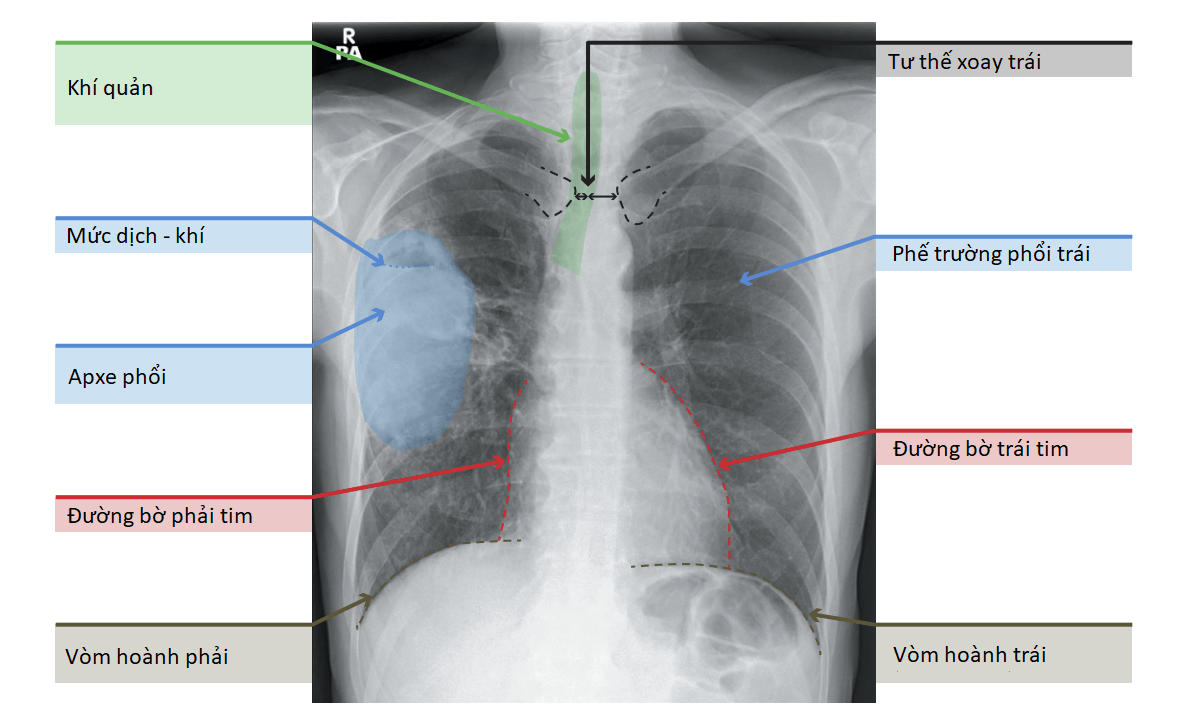 R
PA
Khí quản
Tư thế xoay trái
Mức dịch - khí
Phế trường phổi trái
Apxe phổi
Đường bờ trái tim
Đường bờ phải tim
Vòm hoành phải
Vòm hoành trái